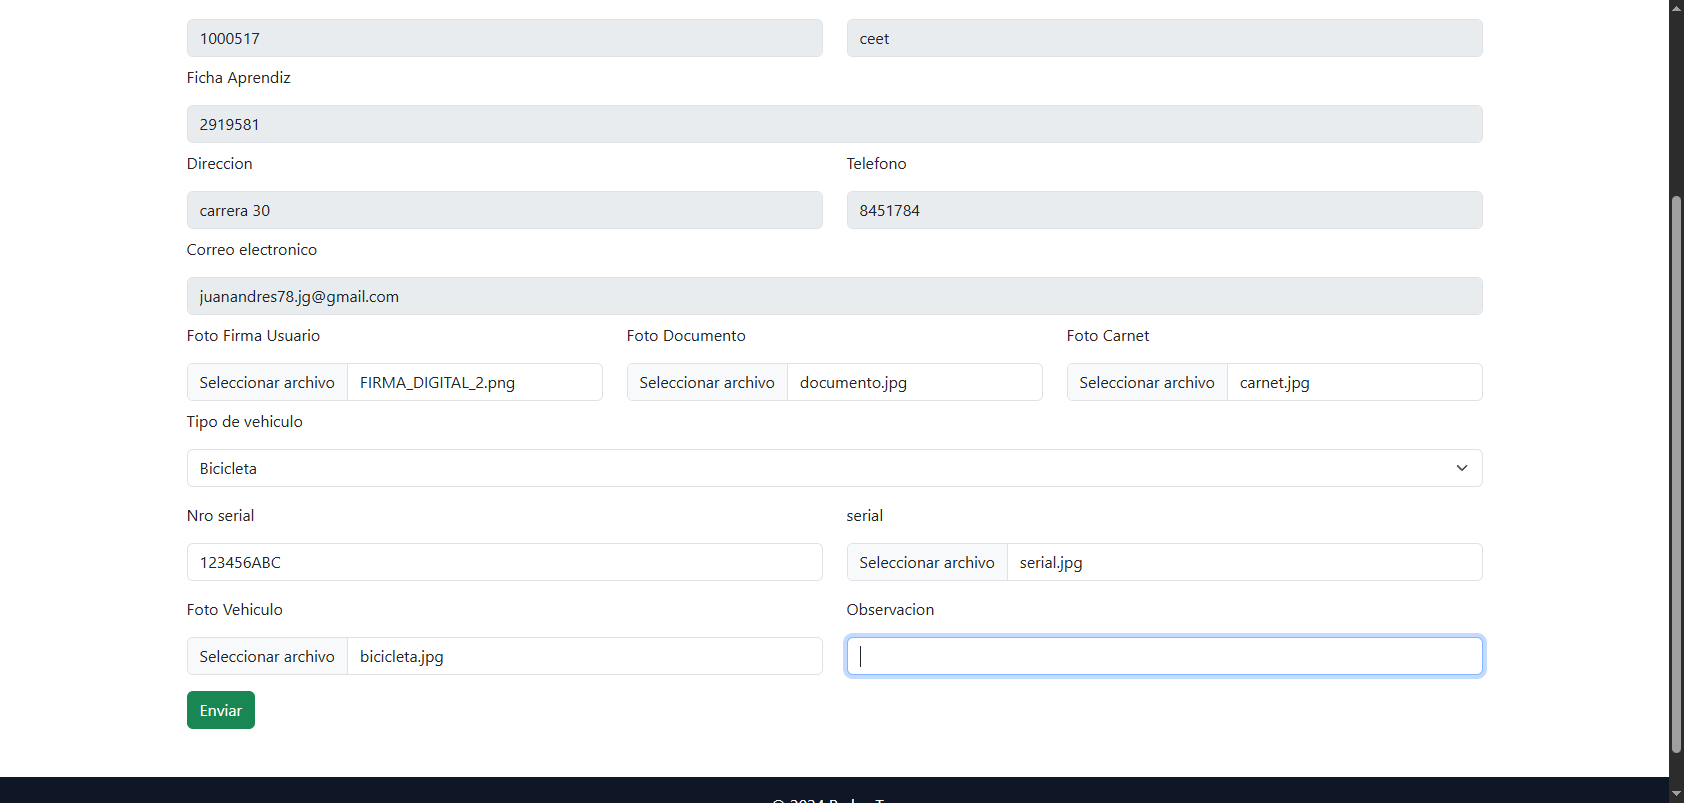 1000517 ceet
Ficha Aprendiz
2919581
Direccion Telefono
carrera 30 8451784
Correo electronico
juanandres78.jg@gmail.com
Foto Firma Usuario Foto Documento Foto Carnet
Seleccionar archivo FIRMA_DIGITAL_2.png Seleccionar archivo documento.jpg Seleccionar archivo carnet.jpg
Tipo de vehiculo
Bicicleta
Nro serial serial
123456ABC Seleccionar archivo serial.jpg
Foto Vehiculo Observacion
Seleccionar archivo bicicleta.jpg
Enviar
© 2024